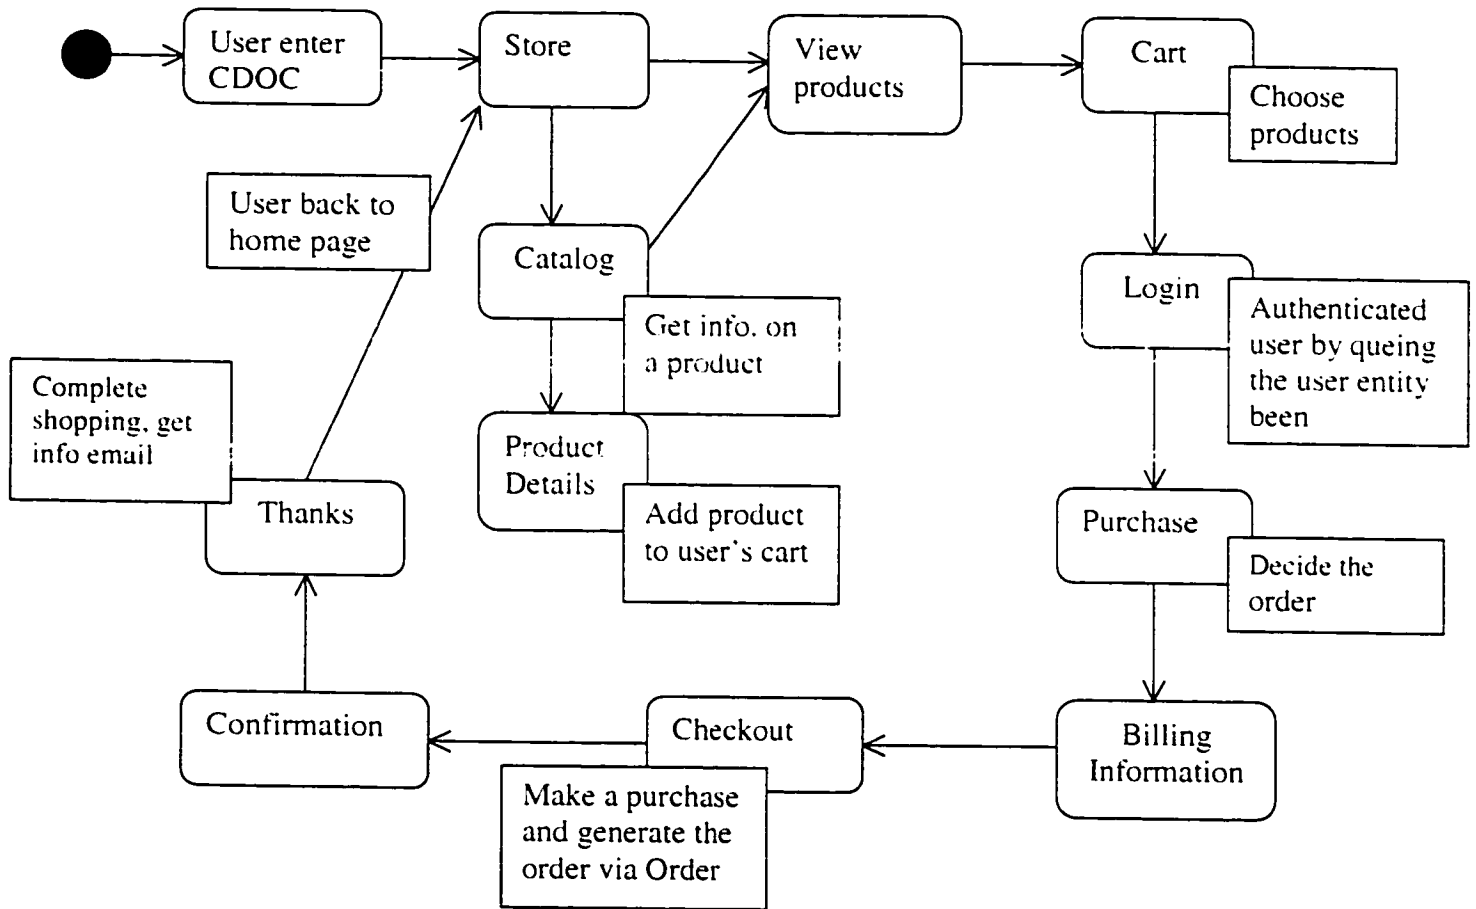 User enter
CDOC
Store
View
products
Cart
Choose
products
User back to
home page
Catalog
Get info. on
a product
Login
Authenticated
user by queing
the user entity
been
Complete
shopping, get
info email
Thanks
Product
Details
Add product
to user's cart
Purchase
Decide the
order
Confirmation
Checkout
Make a purchase
and generate the
order via Order
Billing
Information